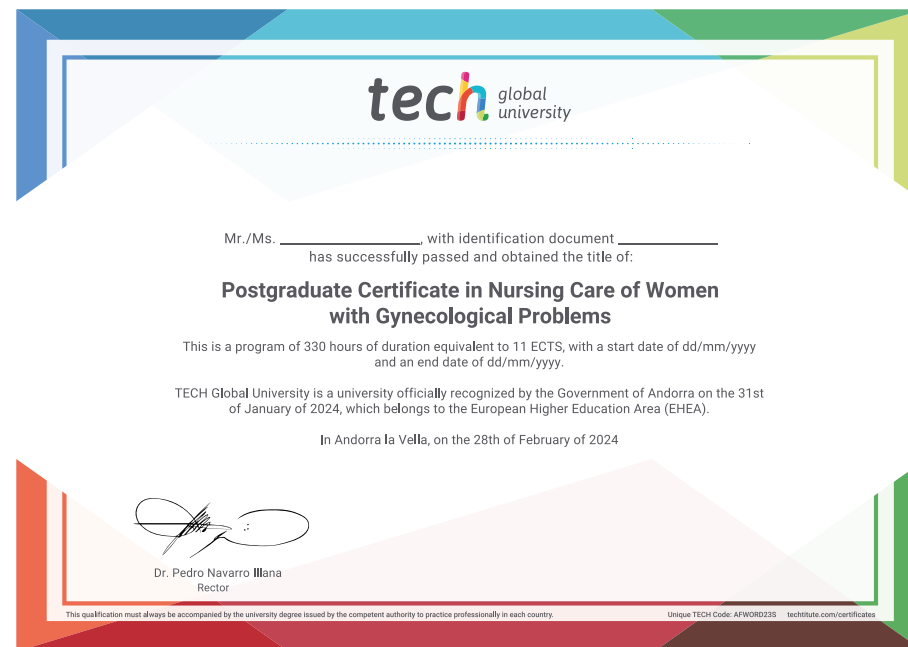 tech global university
Mr./Ms. ____________________, with identification document ______________
has successfully passed and obtained the title of:
Postgraduate Certificate in Nursing Care of Women
with Gynecological Problems
This is a program of 330 hours of duration equivalent to 11 ECTS, with a start date of dd/mm/yyyy
and an end date of dd/mm/yyyy.
TECH Global University is a university officially recognized by the Government of Andorra on the 31st
of January of 2024, which belongs to the European Higher Education Area (EHEA).
In Andorra la Vella, on the 28th of February of 2024
Dr. Pedro Navarro Illana
Rector
This qualification must always be accompanied by the university degree issued by the competent authority to practice professionally in each country.
Unique TECH Code: AFWORD23S techtitute.com/certificates